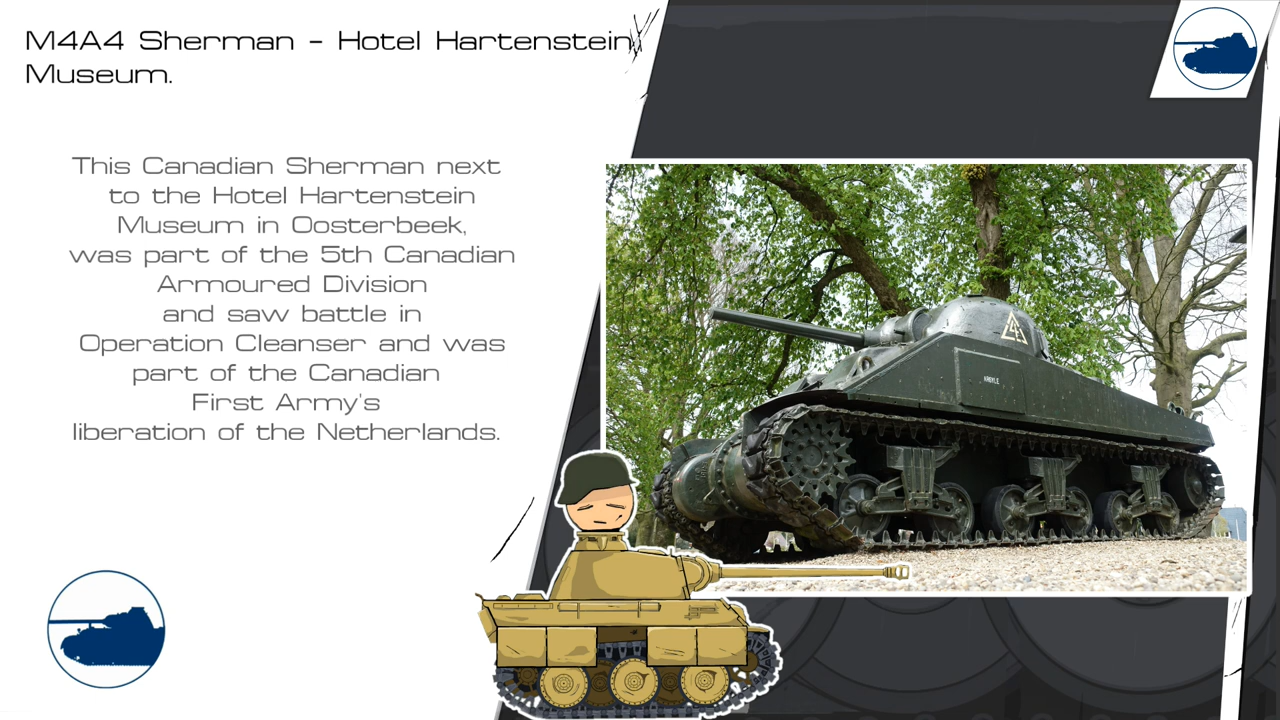 M4A4 Sherman - Hotel Hartenstein
Museum.
This Canadian Sherman next
to the Hotel Hartenstein
Museum in Oosterbeek,
was part of the 5th Canadian
Armoured Division
and saw battle in
Operation Cleanser and was
part of the Canadian
First Army's
liberation of the Netherlands.